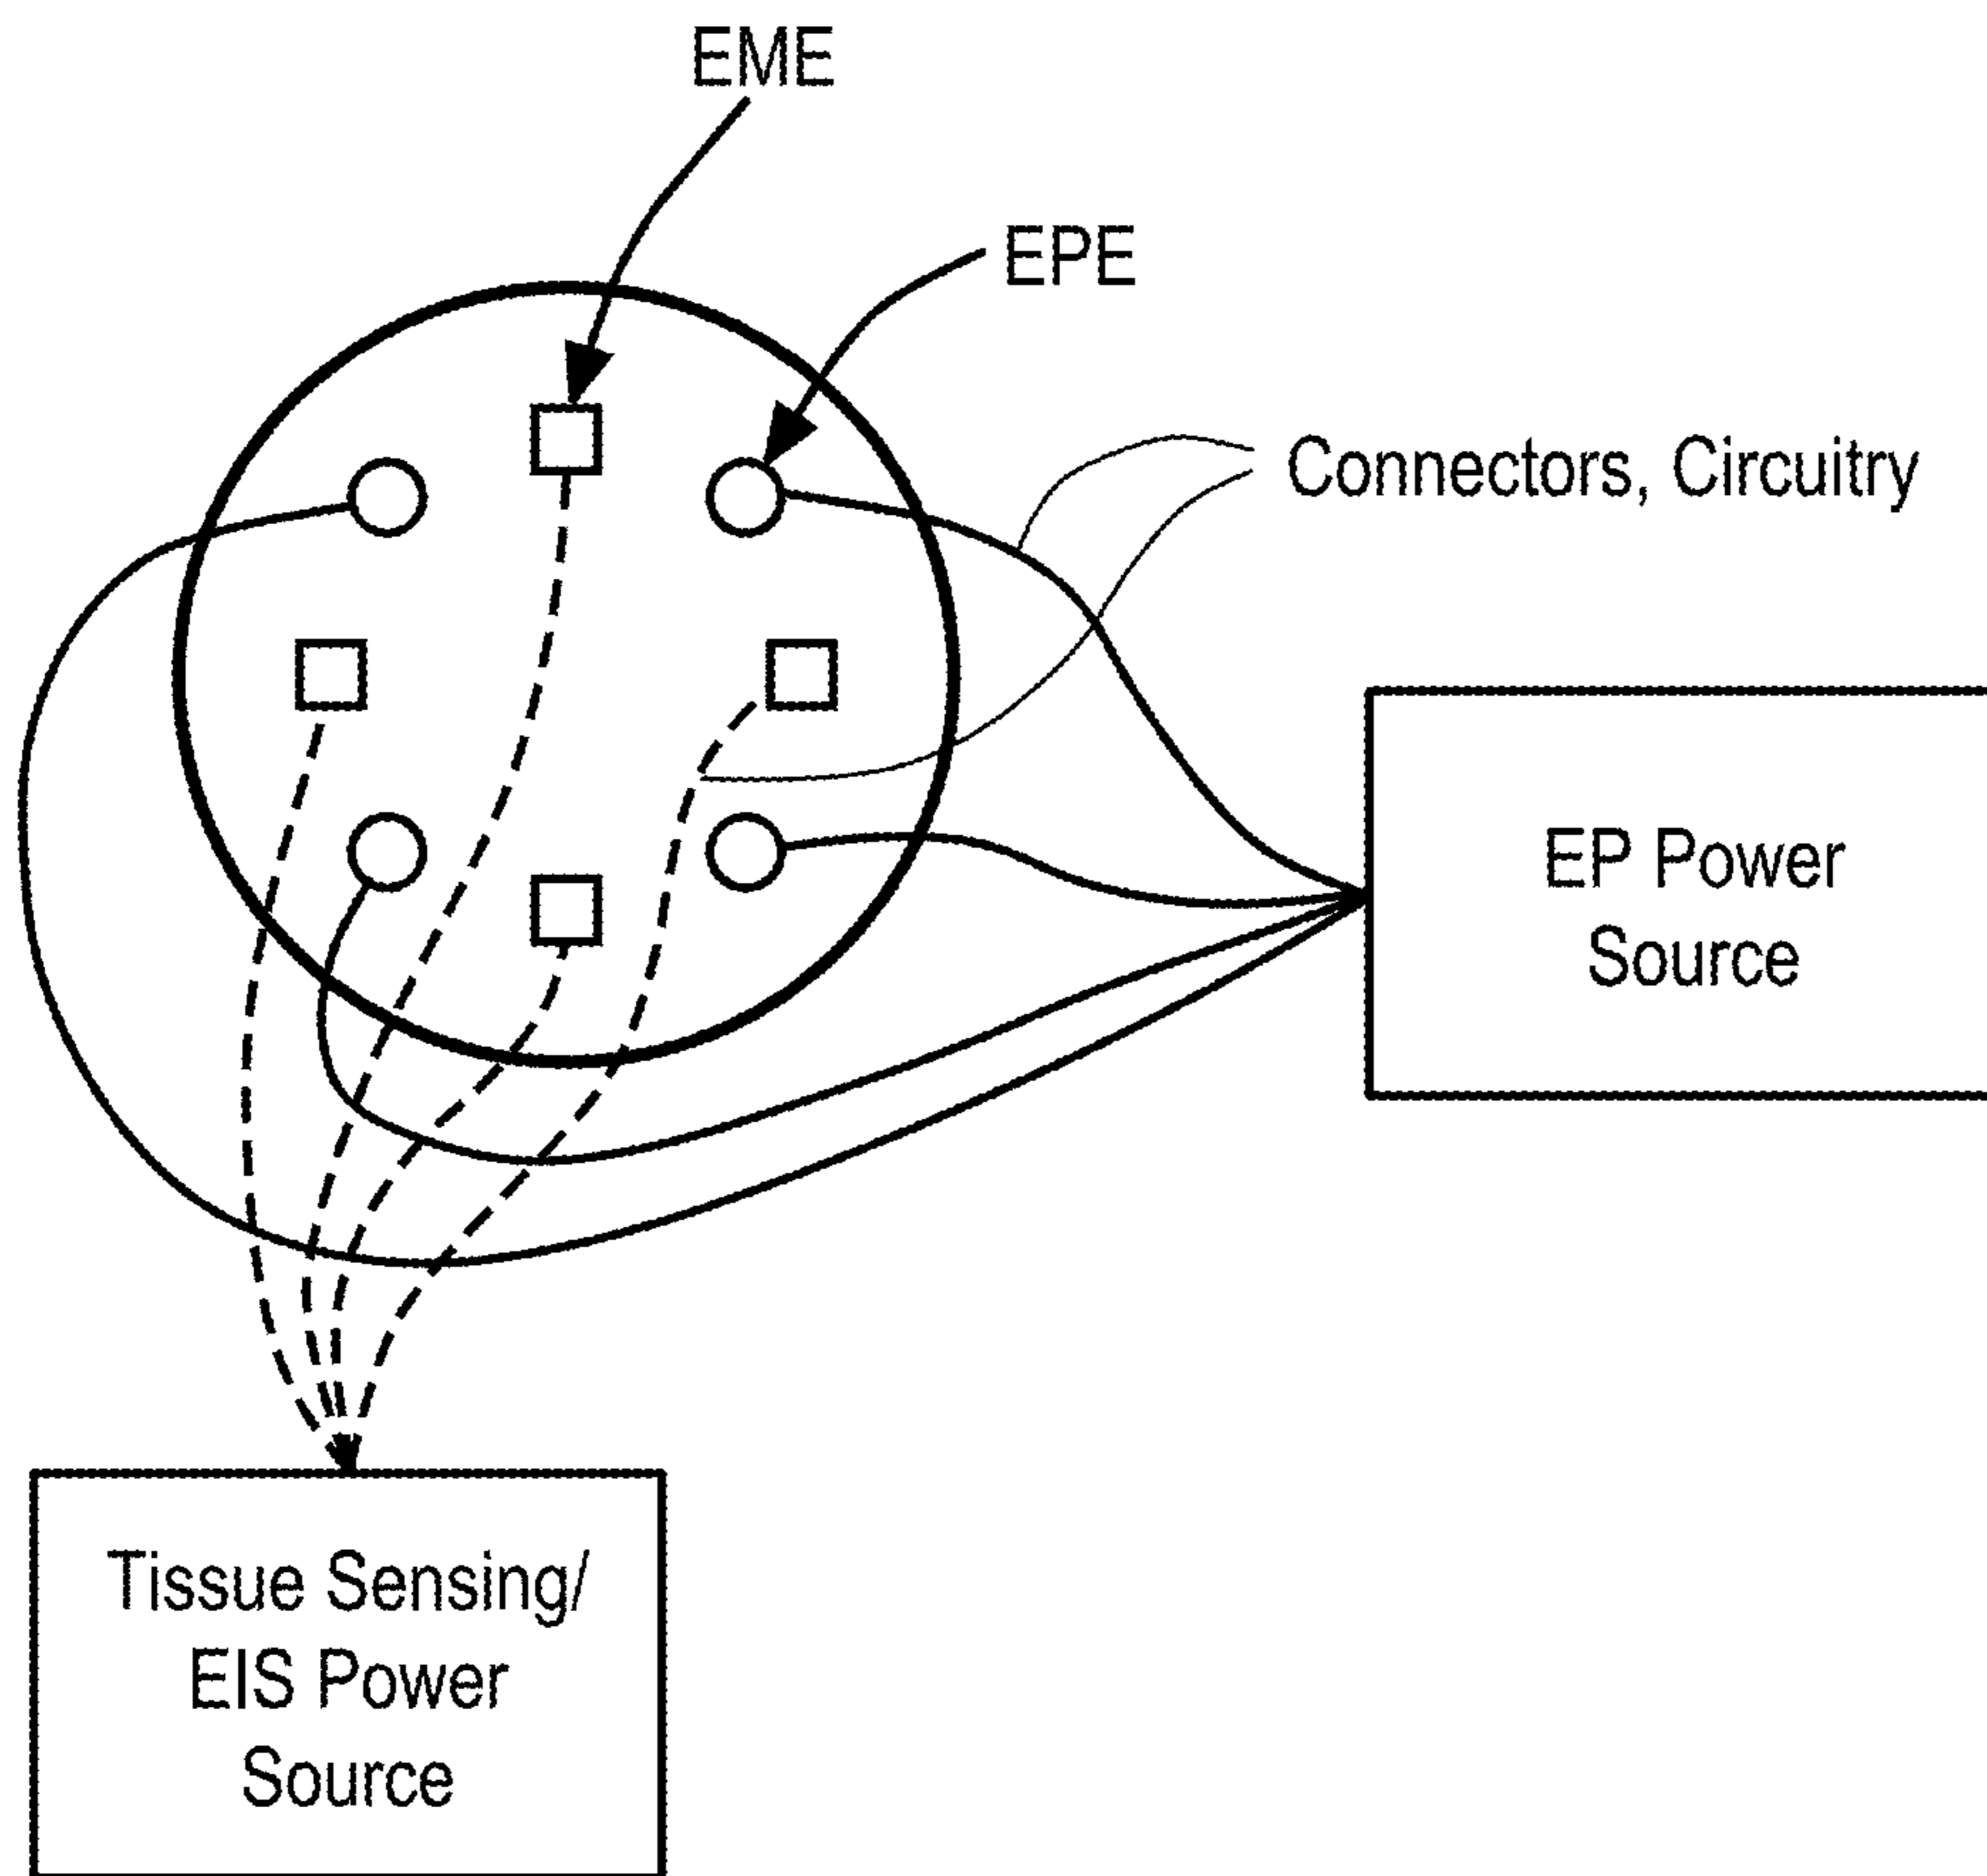 EME
EPE
Connectors, Circuitry
EP Power
Source
Tissue Sensing/
EIS Power
Source